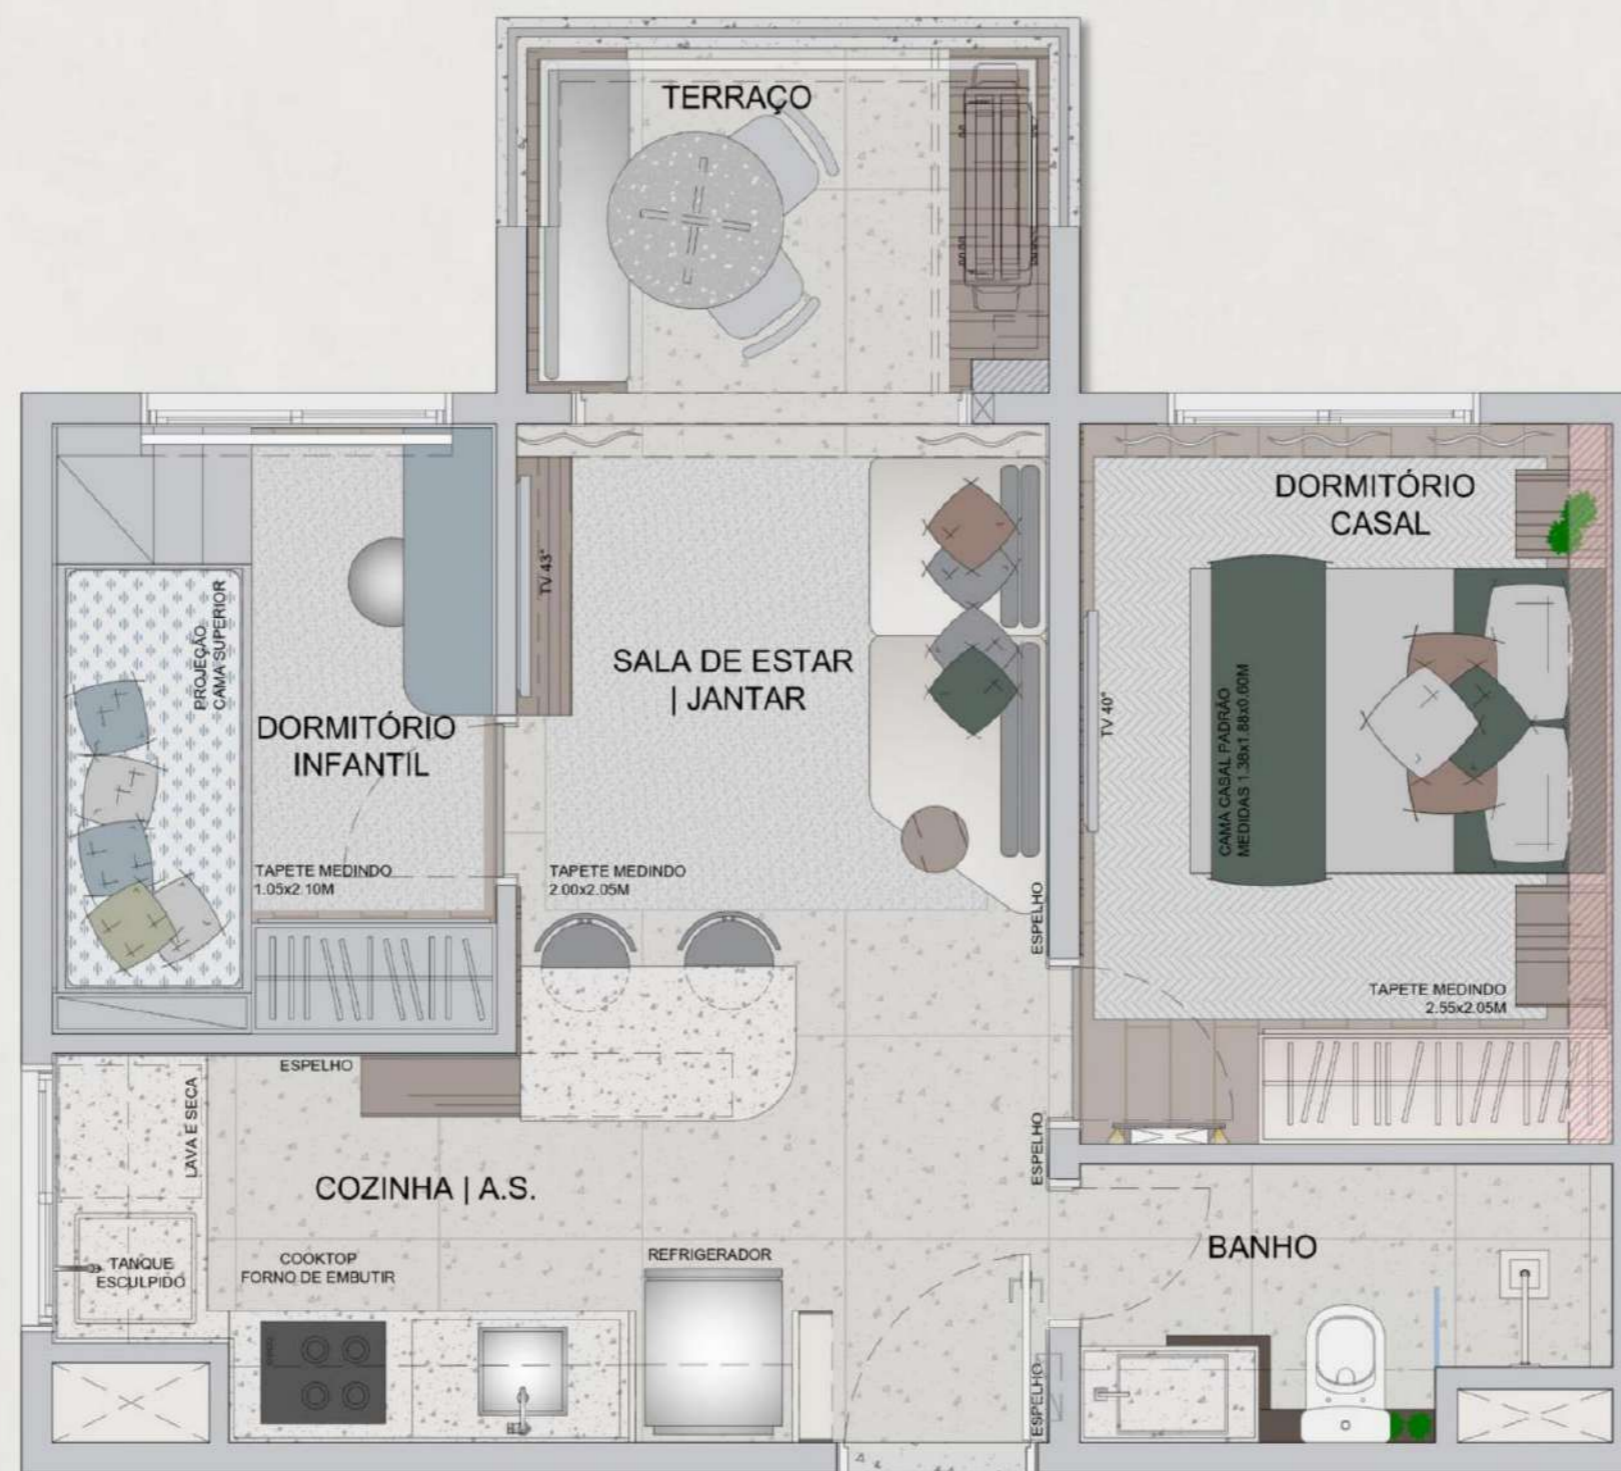 TERRAÇO
DORMITÓRIO
CASAL
TV 43"
PROJEÇÃO
CAMA SUPERIOR
SALA DE ESTAR
| JANTAR
DORMITÓRIO
INFANTIL
TV 40"
CAMA CASAL PADRÃO
MEDIDAS 1.38x1.88x0.60M
TAPETE MEDINDO
1.05x2.10M
TAPETE MEDINDO
2.00x2.05M
ESPELHO
TAPETE MEDINDO
2.55x2.05M
ESPELHO
LAVA E SECA
ESPELHO
COZINHA | A.S.
BANHO
TANQUE
ESCULPIDO
COOKTOP
FORNO DE EMBUTIR
REFRIGERADOR
ESPELHO